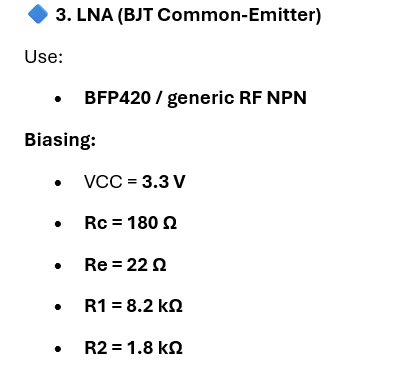 🔷 3. LNA (BJT Common-Emitter)
Use:
• BFP420 / generic RF NPN
Biasing:
• VCC = 3.3 V
• Rc = 180 Ω
• Re = 22 Ω
• R1 = 8.2 kΩ
• R2 = 1.8 kΩ